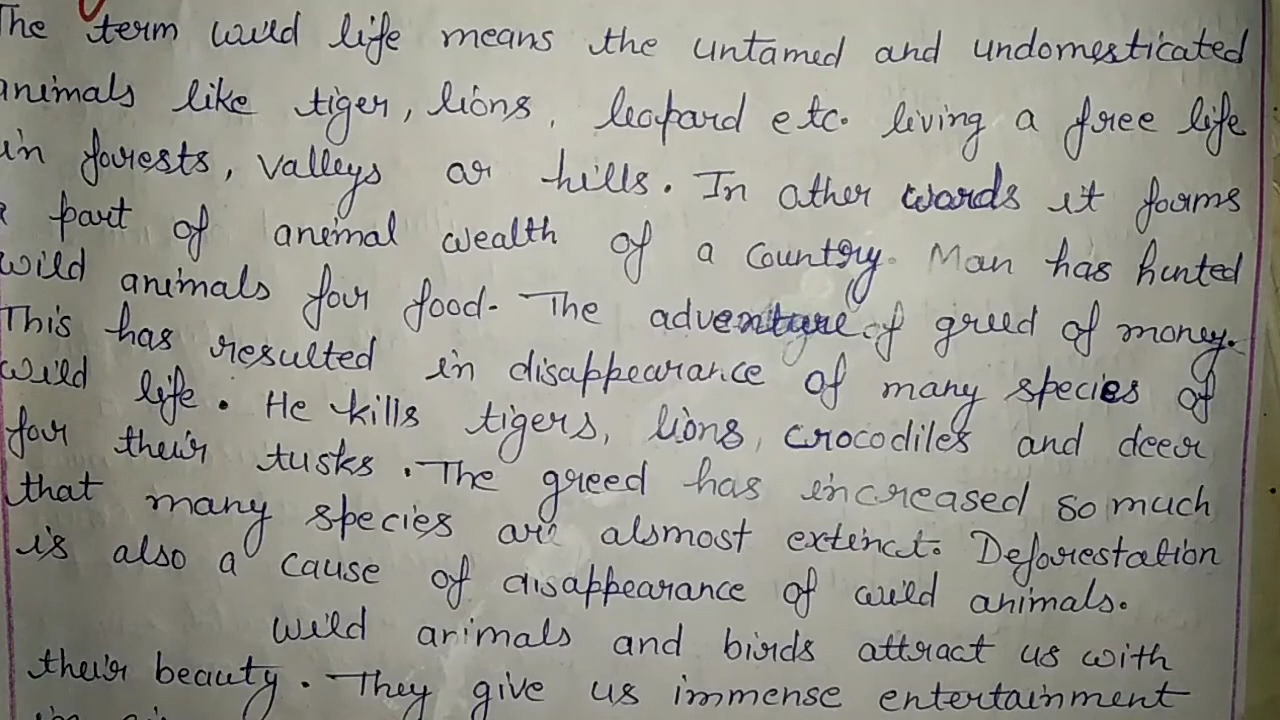 The term wild life means the untamed and undomesticated
animals like tiger, lions, leopard etc. living a free life
in forests, valleys or hills. In other words it forms
a part of animal wealth of a country. Man has hunted
wild animals for food. The adventure of greed of money.
This has resulted in disappearance of many species of
wild life. He kills tigers, lions, crocodiles and deer
for their tusks. The greed has increased so much
that many species are alsmost extinct. Deforestation
is also a cause of disappearance of wild animals.
Wild animals and birds attract us with
their beauty. They give us immense entertainment